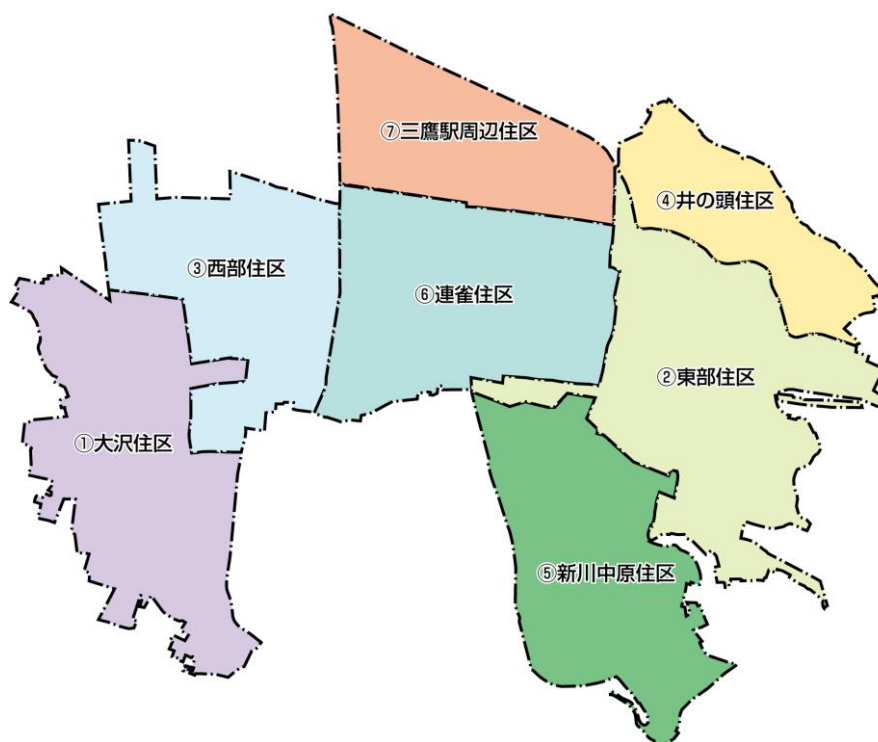 ⑦三鷹駅周辺住区
④井の頭住区
③西部住区
⑥連雀住区
②東部住区
①大沢住区
⑤新川中原住区